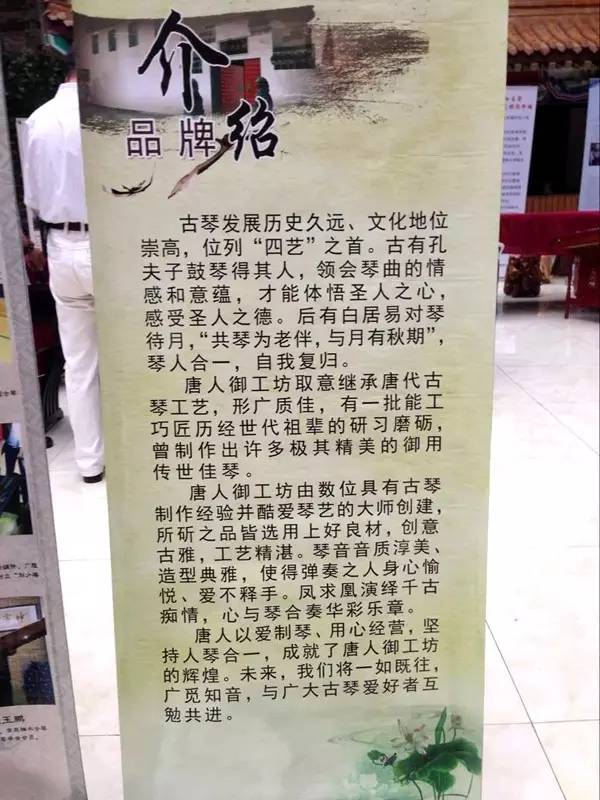 介绍
品牌
古琴发展历史久远、文化地位
崇高，位列“四艺”之首。古有孔
夫子鼓琴得其人，领会琴曲的情
感和意蕴，才能体悟圣人之心，
感受圣人之德。后有白居易对琴
待月，“共琴为老伴，与月有秋期”，
琴人合一，自我复归。
唐人御工坊取意继承唐代古
琴工艺，形广质佳，有一批能工
巧匠历经世代祖辈的研习磨砺，
曾制作出许多极其精美的御用
传世佳琴。
唐人御工坊由数位具有古琴
制作经验并酷爱琴艺的大师创建，
所斫之品皆选用上好良材，创意
古雅，工艺精湛。琴音音质淳美、
造型典雅，使得弹奏之人身心愉
悦、爱不释手。凤求凰演绎千古
痴情，心与琴合奏华彩乐章。
唐人以爱制琴、用心经营，坚
持人琴合一，成就了唐人御工坊
的辉煌。未来，我们将一如既往，
广觅知音，与广大古琴爱好者互
勉共进。
玉鹏